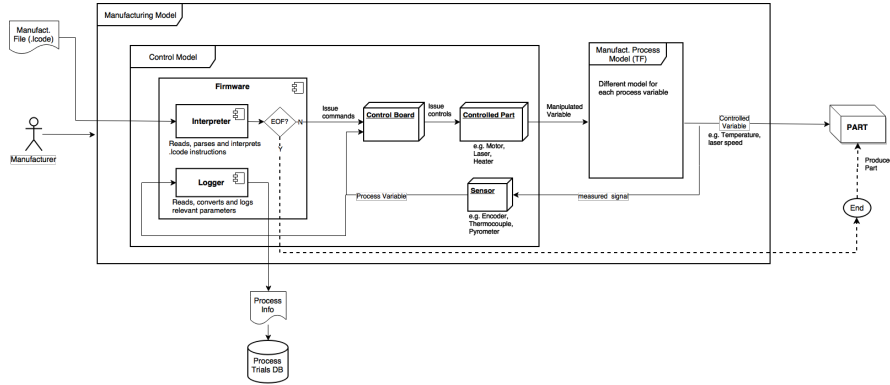 Manufacturing Model
Manufact.
File (.lcode)
Manufacturer
Control Model
Firmware
Interpreter
Reads, parses and interprets
.lcode instructions
EOF?
N
Y
Logger
Reads, converts and logs
relevant parameters
Issue
commands
Control Board
Issue
controls
Controlled Part
e.g. Motor,
Laser,
Heater
Manipulated
Variable
Manufact. Process
Model (TF)
Different model for
each process variable
Controlled
Variable
e.g. Temperature,
laser speed
PART
Produce
Part
End
Process Variable
Sensor
e.g. Encoder,
Thermocouple,
Pyrometer
measured signal
Process
Info
Process
Trials DB